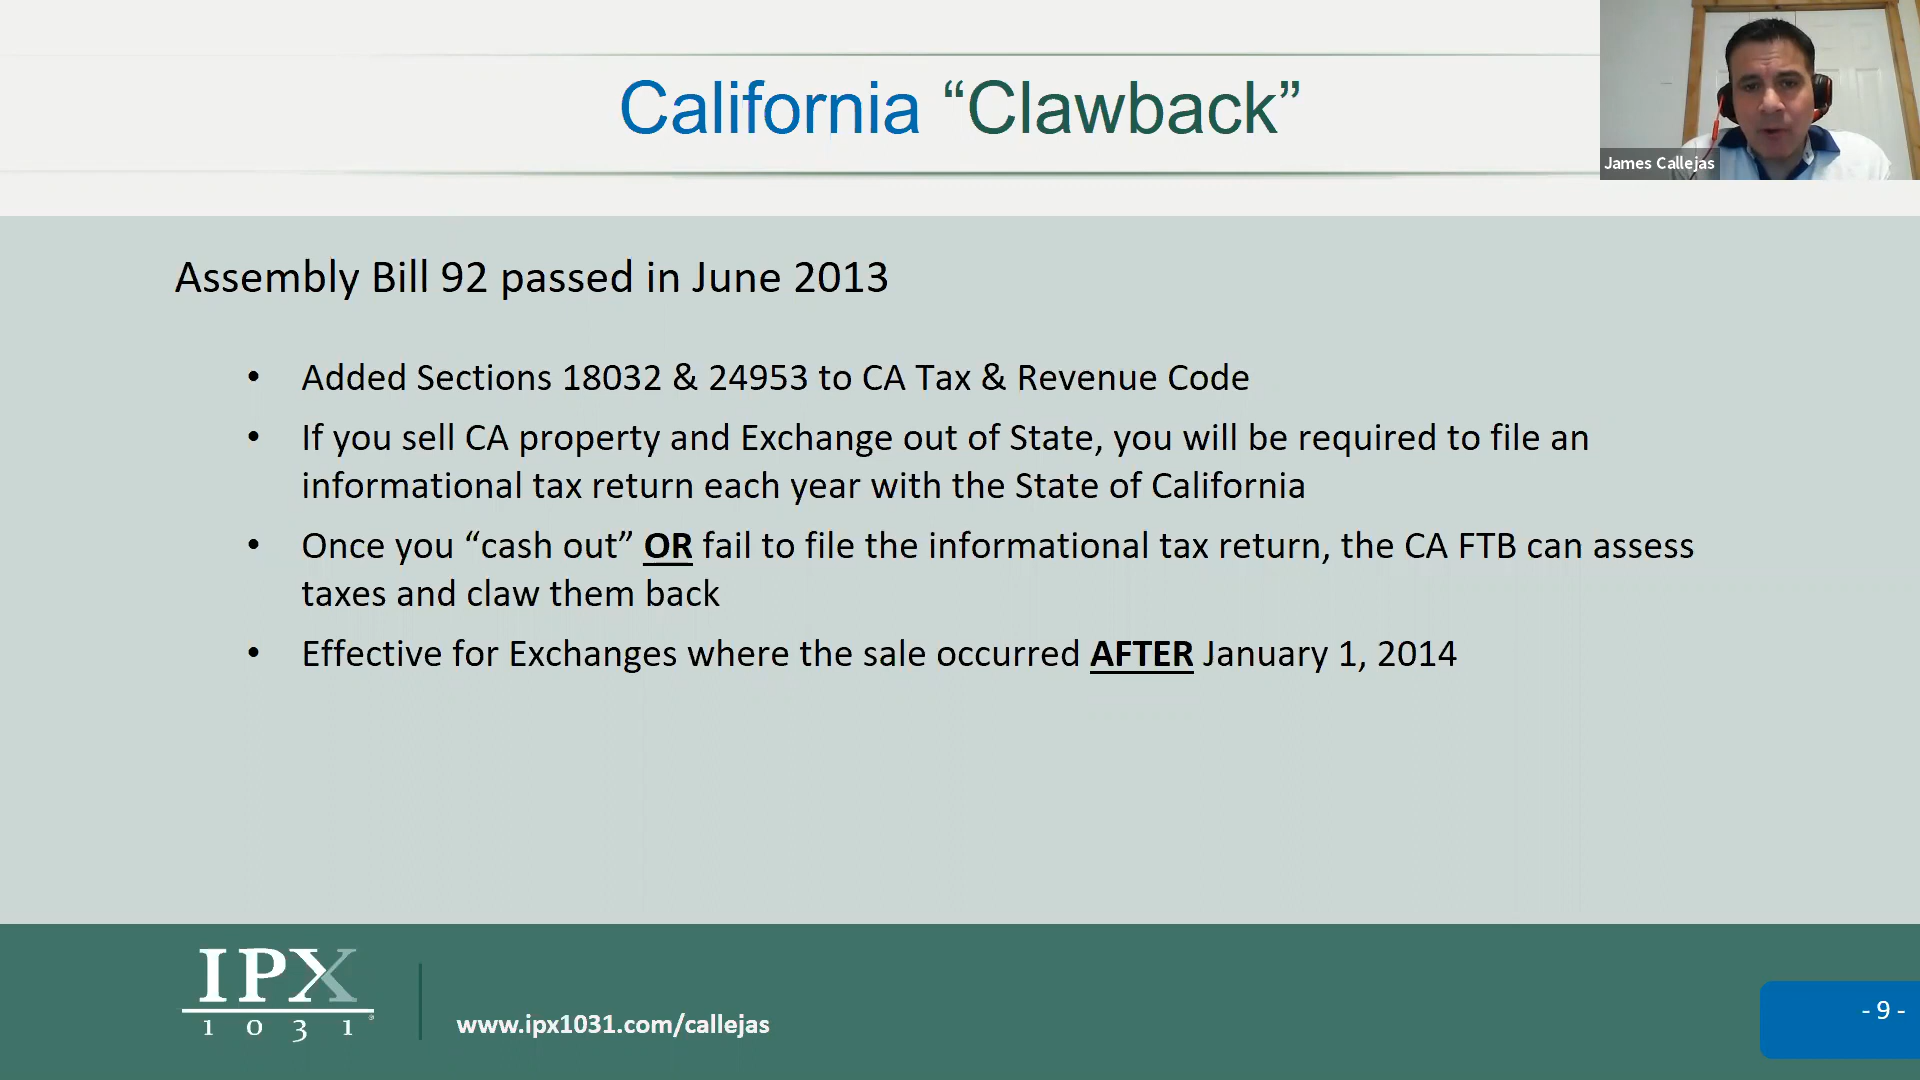 California “Clawback”
James Callejas
Assembly Bill 92 passed in June 2013
• Added Sections 18032 & 24953 to CA Tax & Revenue Code
• If you sell CA property and Exchange out of State, you will be required to file an
informational tax return each year with the State of California
• Once you “cash out” OR fail to file the informational tax return, the CA FTB can assess
taxes and claw them back
• Effective for Exchanges where the sale occurred AFTER January 1, 2014
IPX
1031®
www.ipx1031.com/callejas
- 9 -